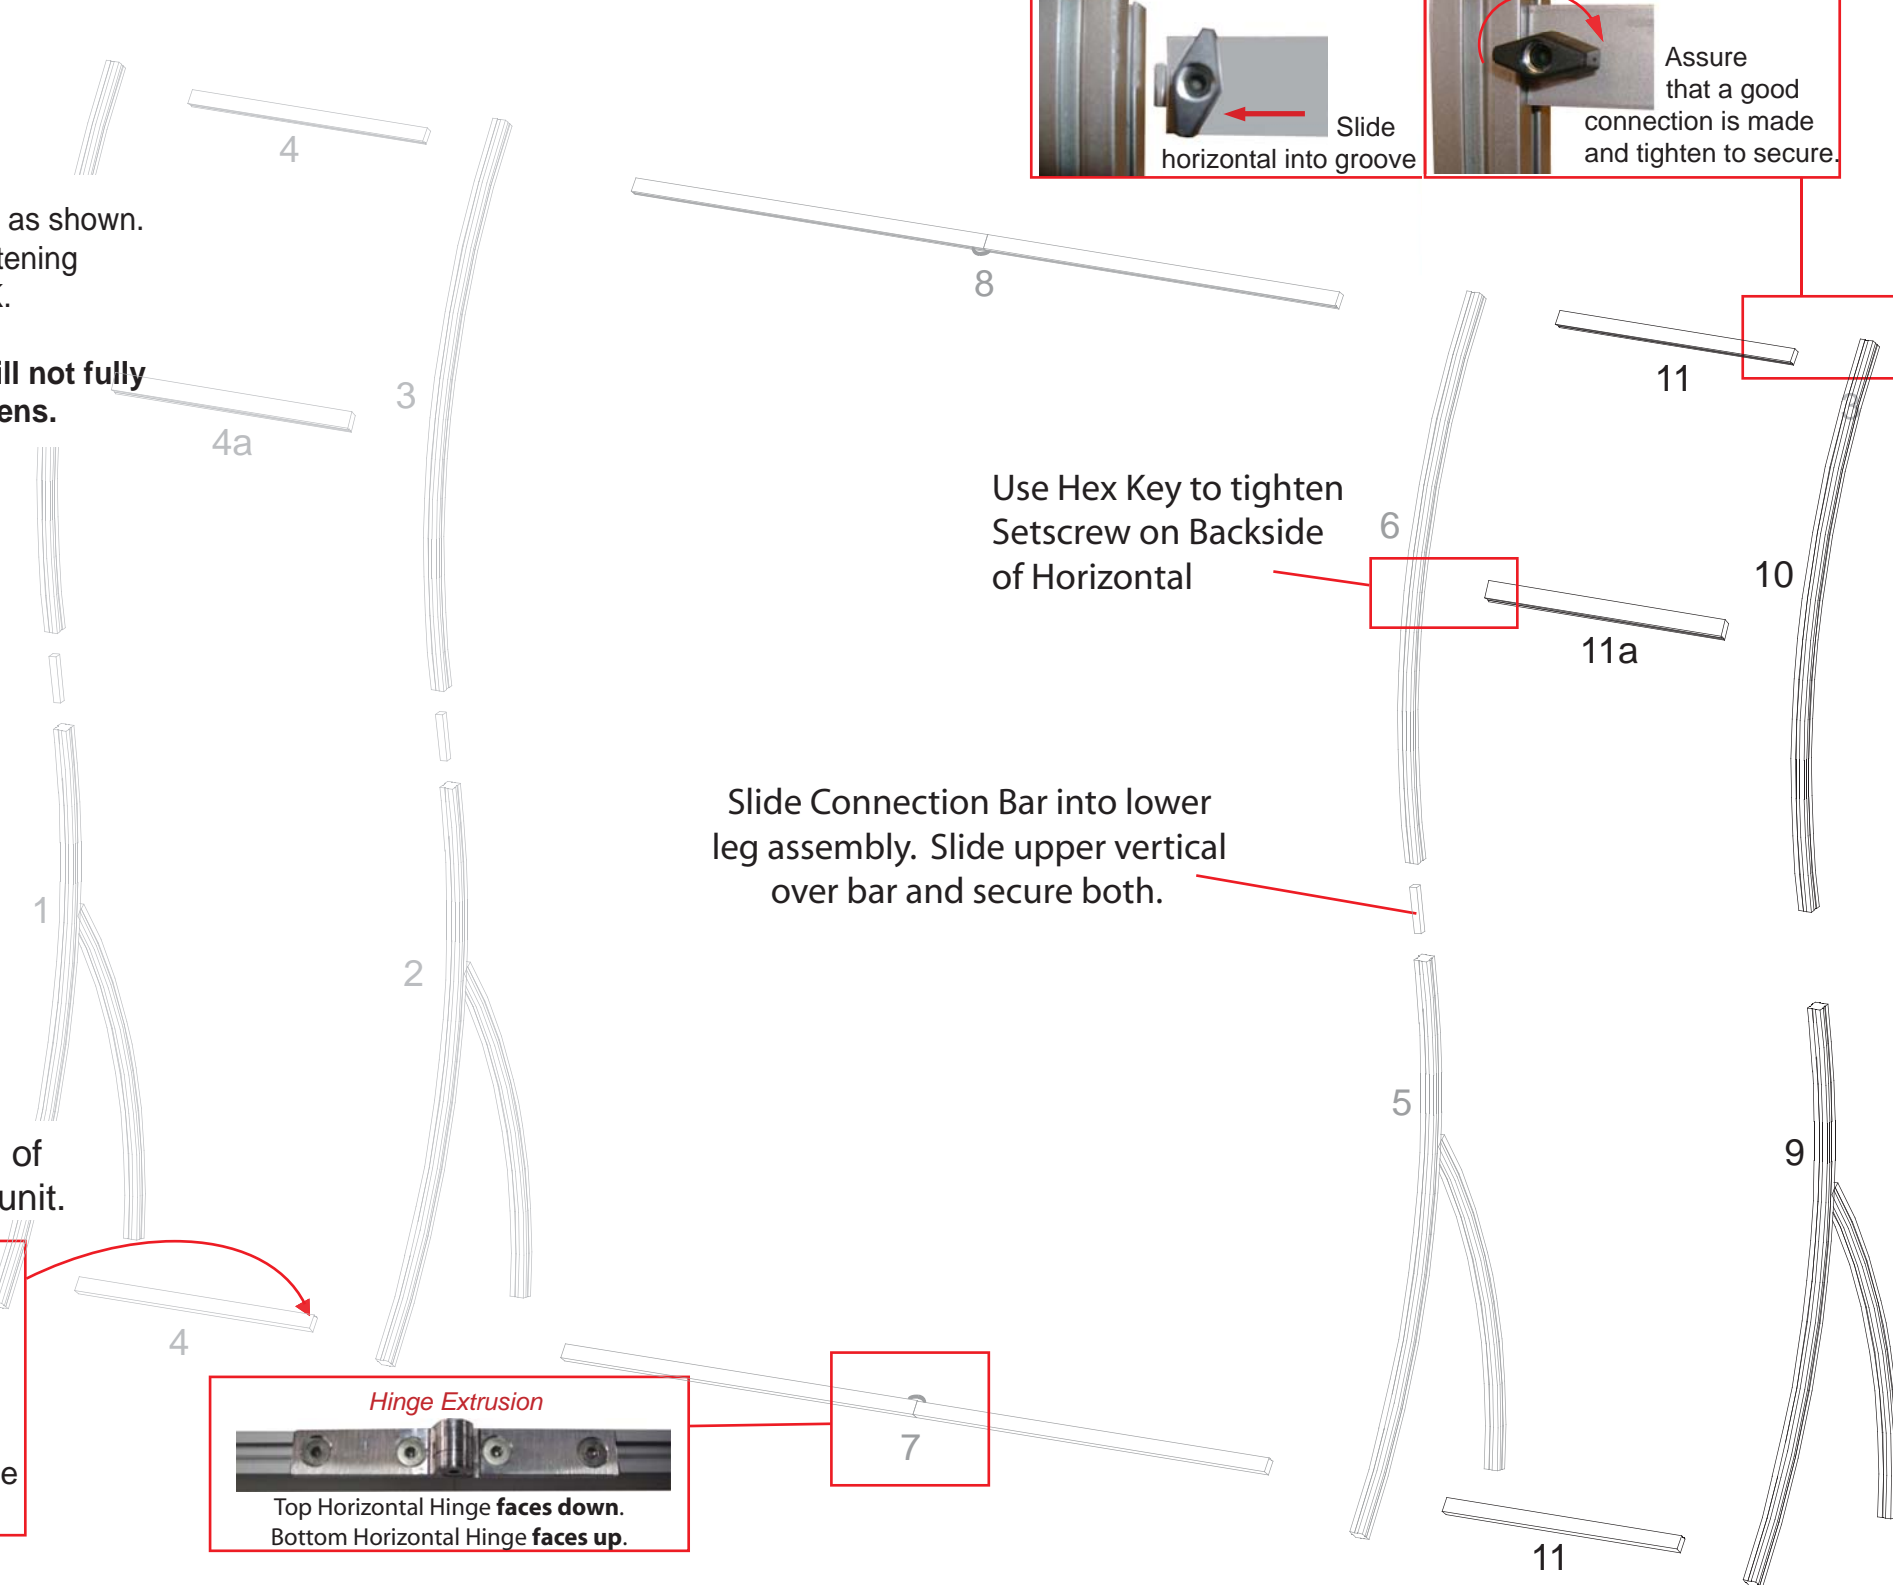 Slide
horizontal into groove
Assure
that a good
connection is made
and tighten to secure.
4
as shown.
tening
8
3
ill not fully
ens.
4a
11
Use Hex Key to tighten
Setscrew on Backside
of Horizontal
6
10
11a
Slide Connection Bar into lower
leg assembly. Slide upper vertical
over bar and secure both.
1
2
5
9
of
unit.
4
Hinge Extrusion
7
e
Top Horizontal Hinge faces down.
Bottom Horizontal Hinge faces up.
11